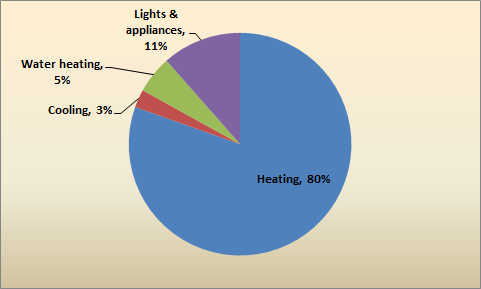 Lights &
appliances,
11%
Water heating,
5%
Cooling, 3%
Heating, 80%